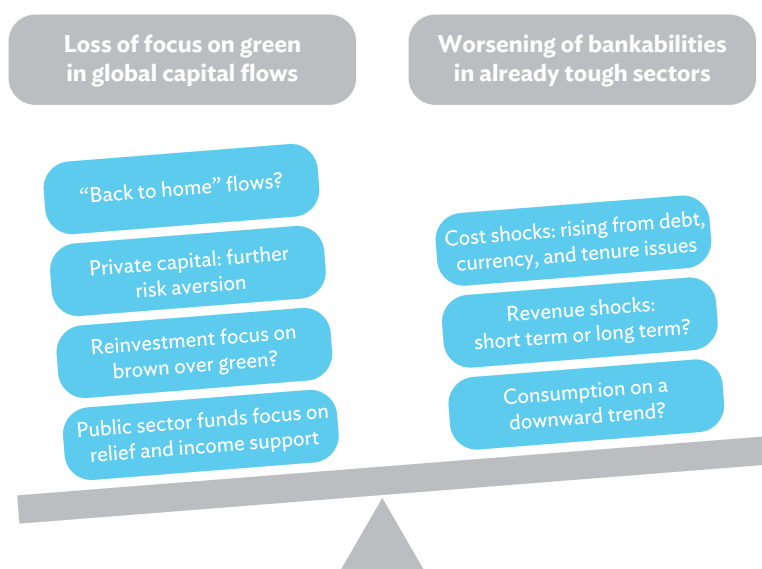 Loss of focus on green
in global capital flows
“Back to home” flows?
Private capital: further
risk aversion
Reinvestment focus on
brown over green?
Public sector funds focus on
relief and income support
Worsening of bankabilities
in already tough sectors
Cost shocks: rising from debt,
currency, and tenure issues
Revenue shocks:
short term or long term?
Consumption on a
downward trend?